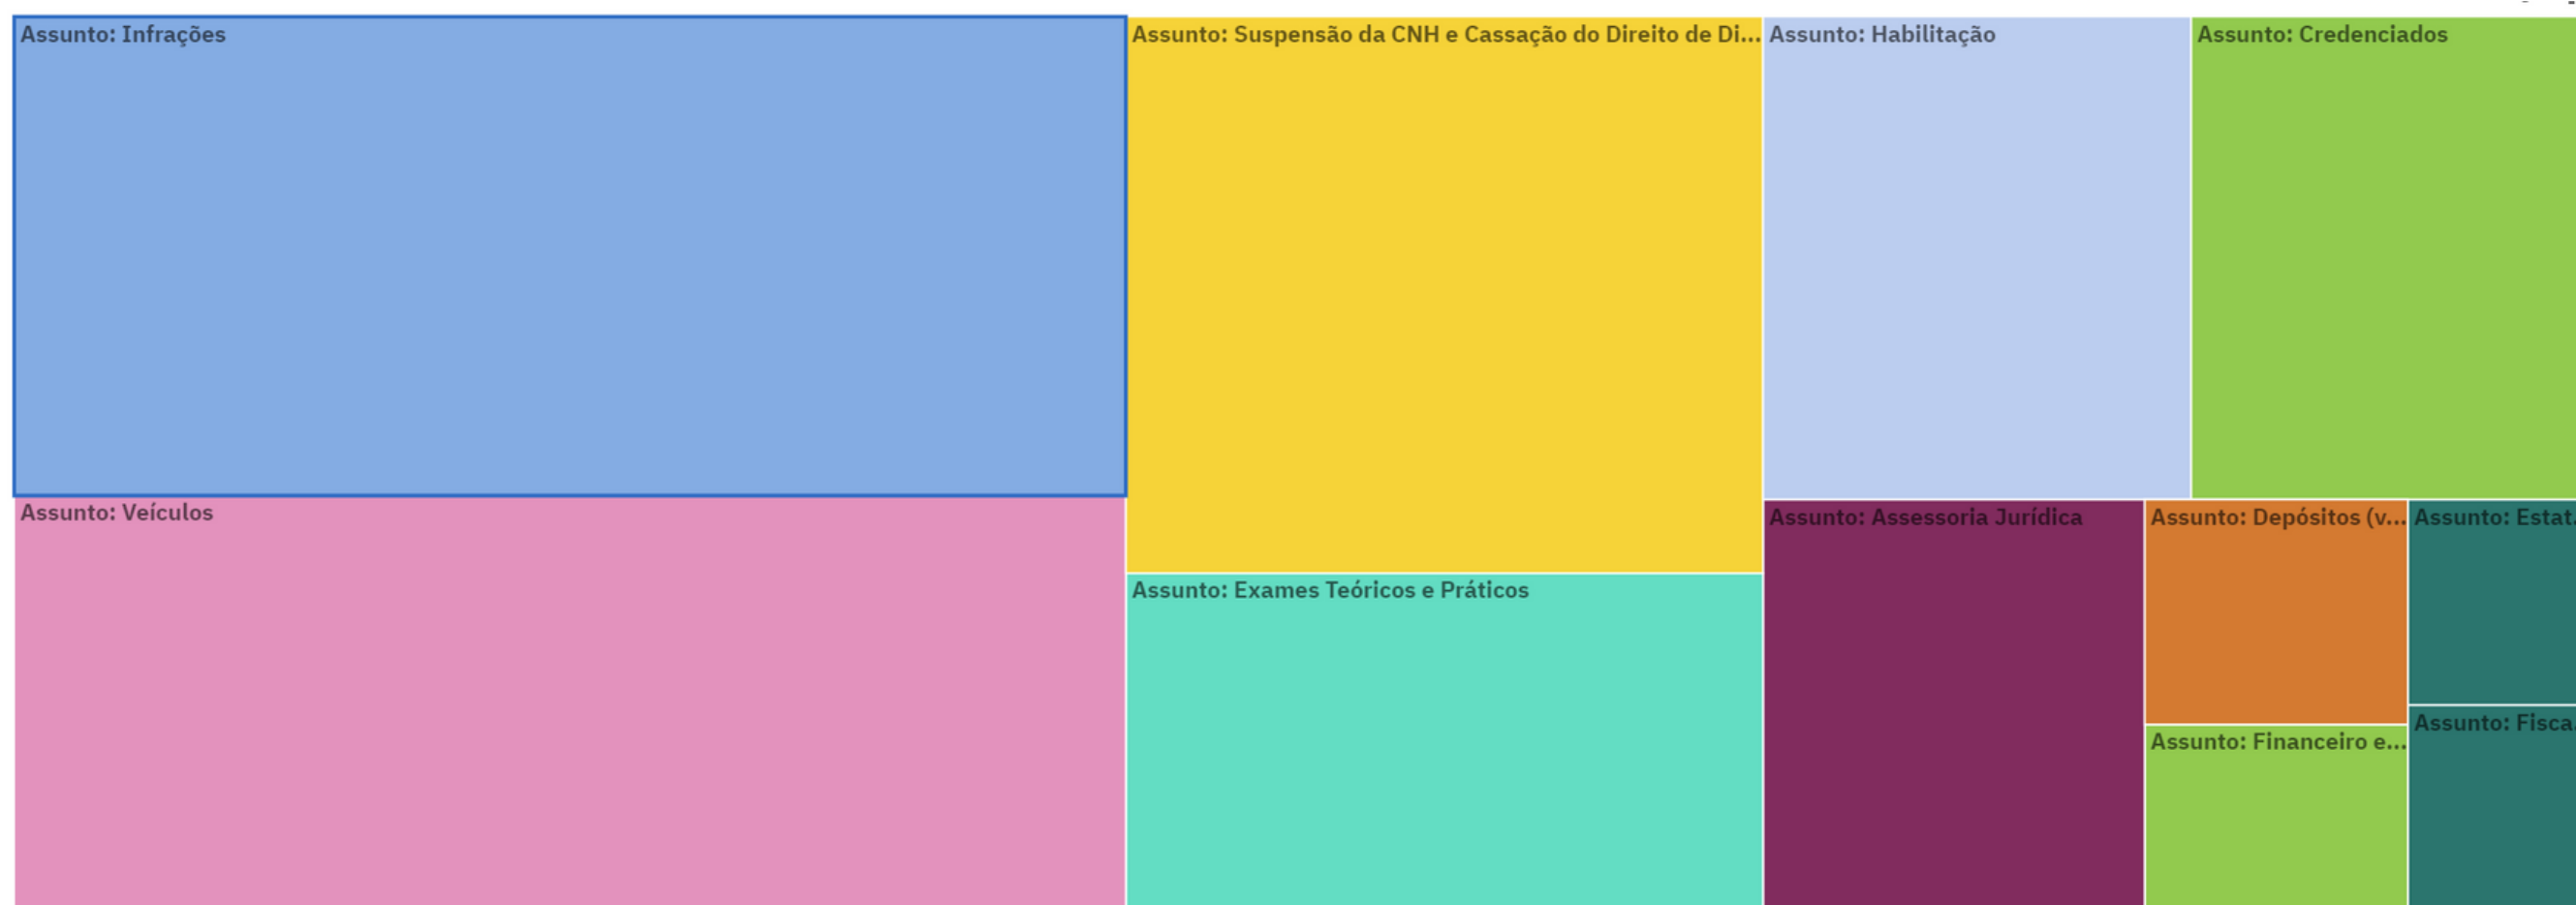 Assunto: Infrações
Assunto: Suspensão da CNH e Cassação do Direito de Di...
Assunto: Habilitação
Assunto: Credenciados
Assunto: Veículos
Assunto: Assessoria Jurídica
Assunto: Depósitos (v...
Assunto: Estat.
Assunto: Exames Teóricos e Práticos
Assunto: Fisca.
Assunto: Financeiro e...